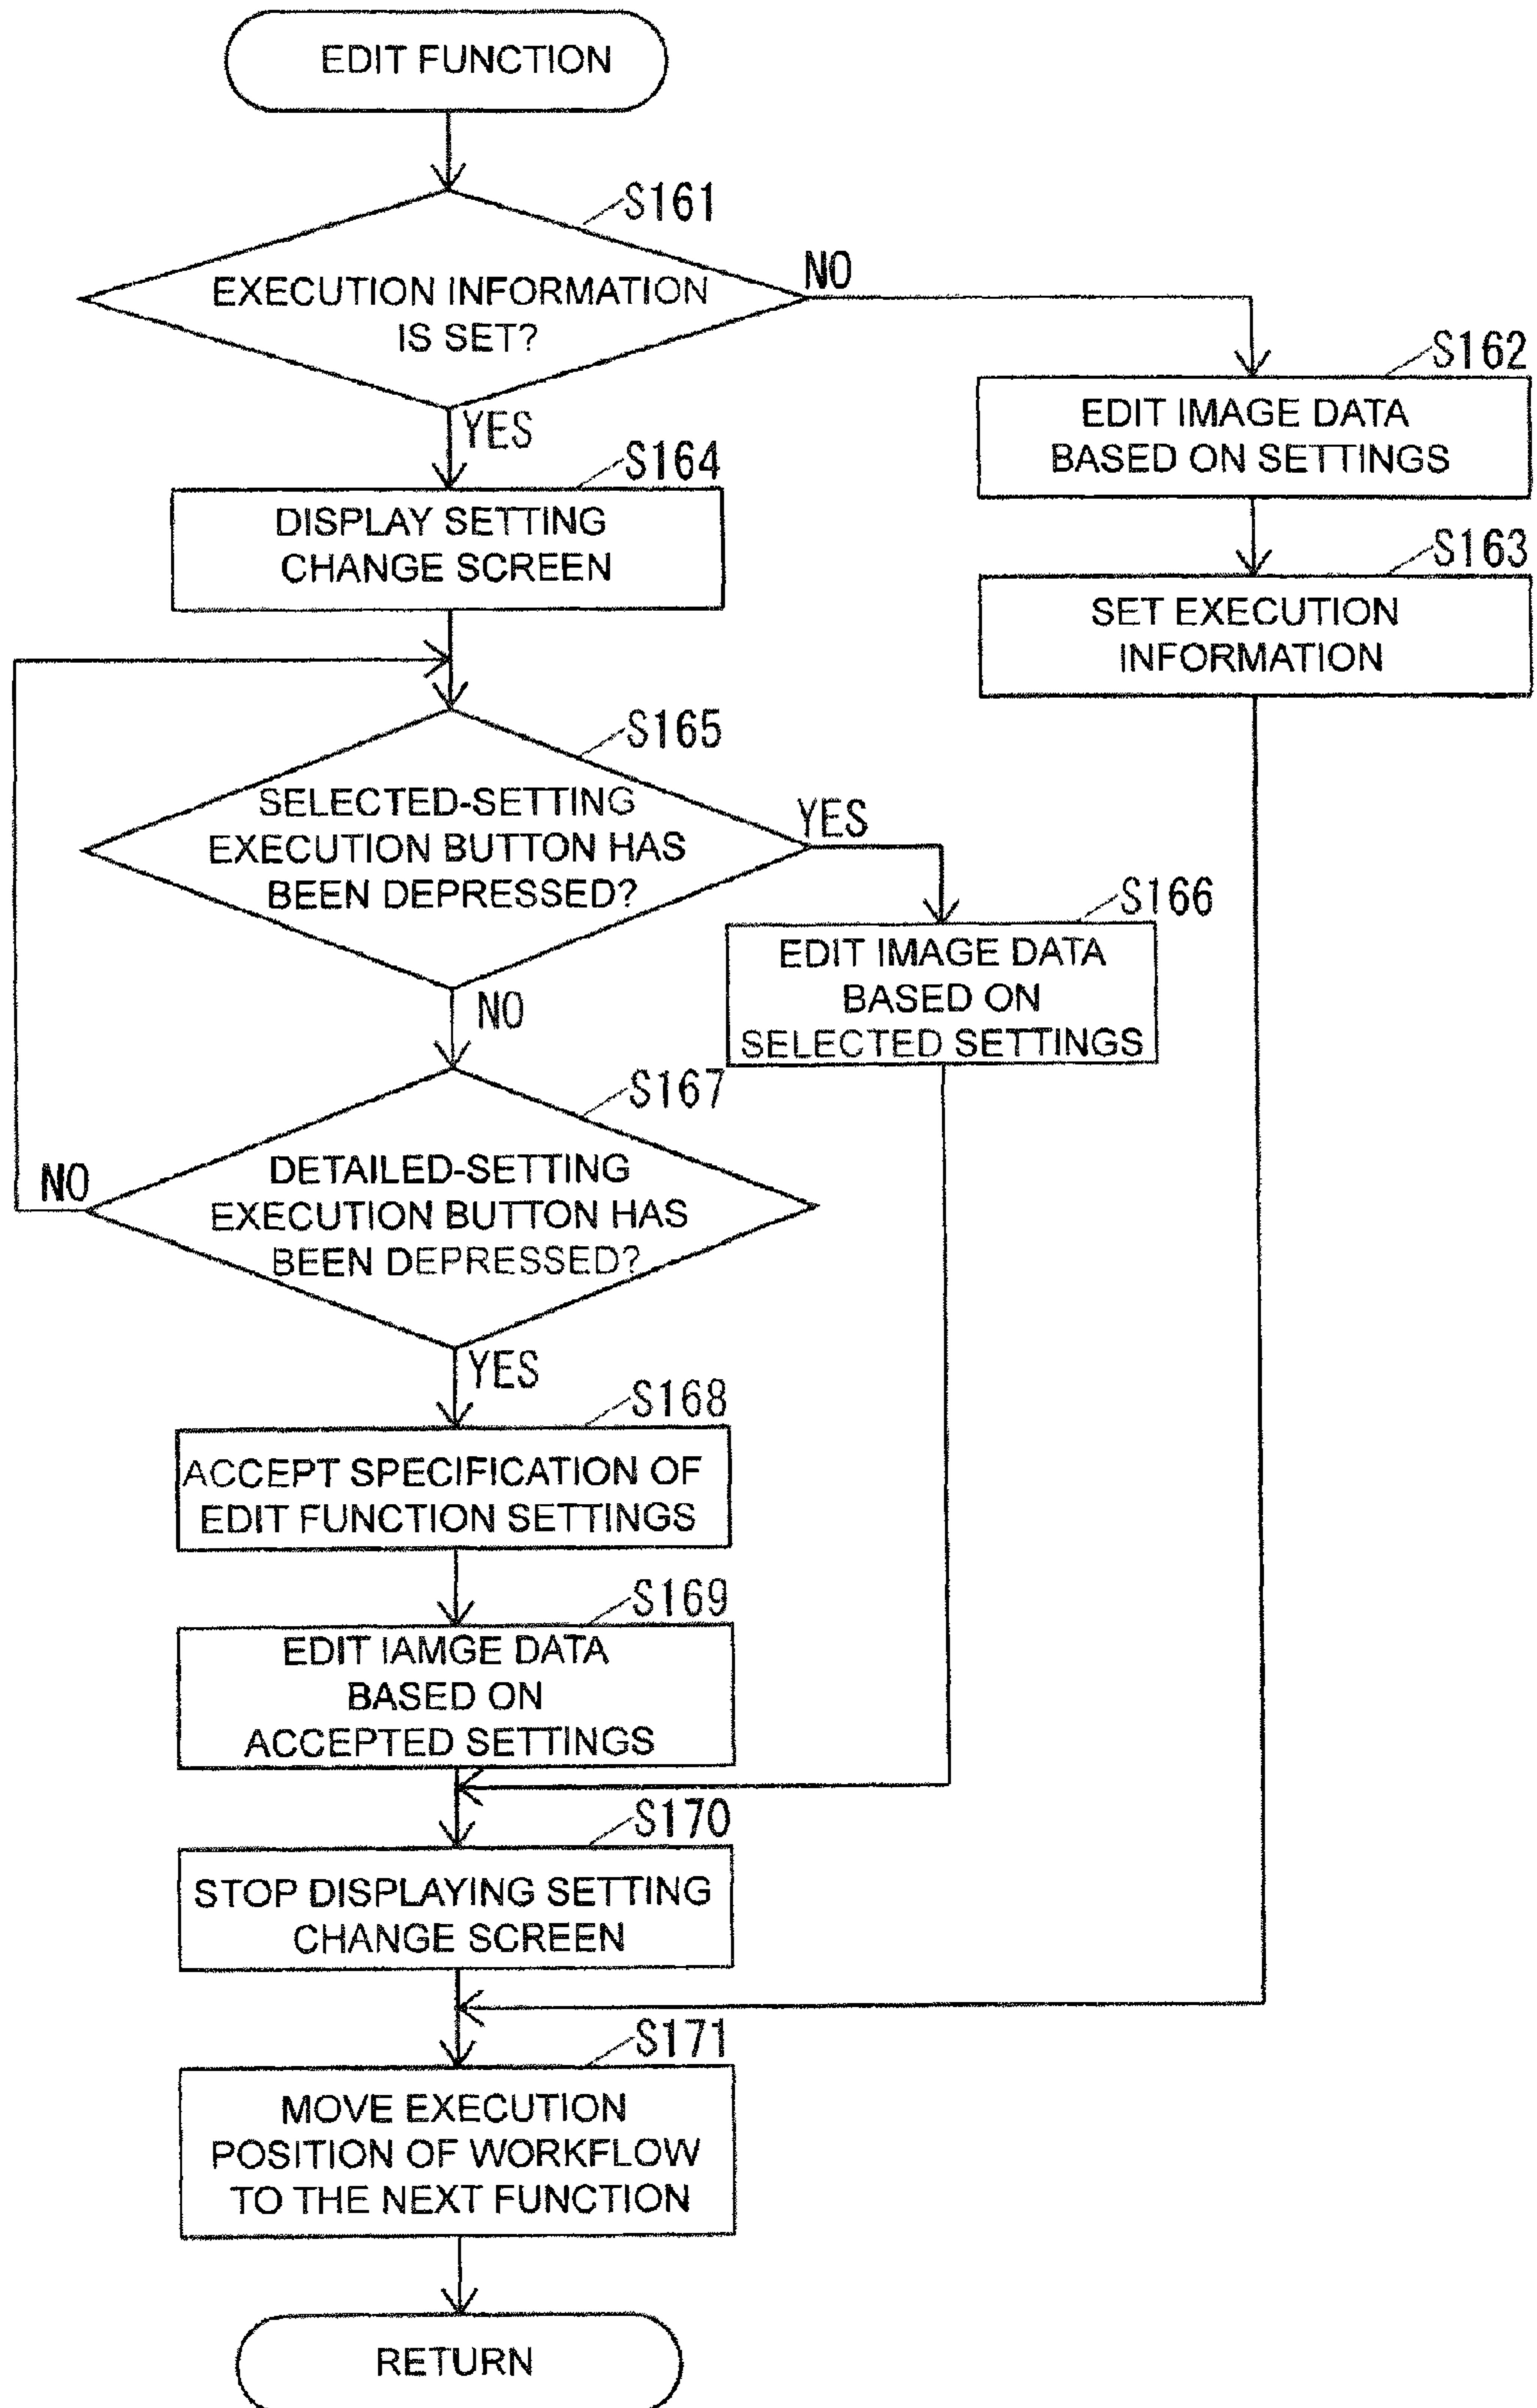 EDIT FUNCTION
S161
EXECUTION INFORMATION
IS SET?
NO
YES
S162
EDIT IMAGE DATA
BASED ON SETTINGS
S163
SET EXECUTION
INFORMATION
S164
DISPLAY SETTING
CHANGE SCREEN
S165
SELECTED-SETTING
EXECUTION BUTTON HAS
BEEN DEPRESSED?
YES
NO
S166
EDIT IMAGE DATA
BASED ON
SELECTED SETTINGS
S167
DETAILED-SETTING
EXECUTION BUTTON HAS
BEEN DEPRESSED?
NO
YES
S168
ACCEPT SPECIFICATION OF
EDIT FUNCTION SETTINGS
S169
EDIT IAMGE DATA
BASED ON
ACCEPTED SETTINGS
S170
STOP DISPLAYING SETTING
CHANGE SCREEN
S171
MOVE EXECUTION
POSITION OF WORKFLOW
TO THE NEXT FUNCTION
RETURN